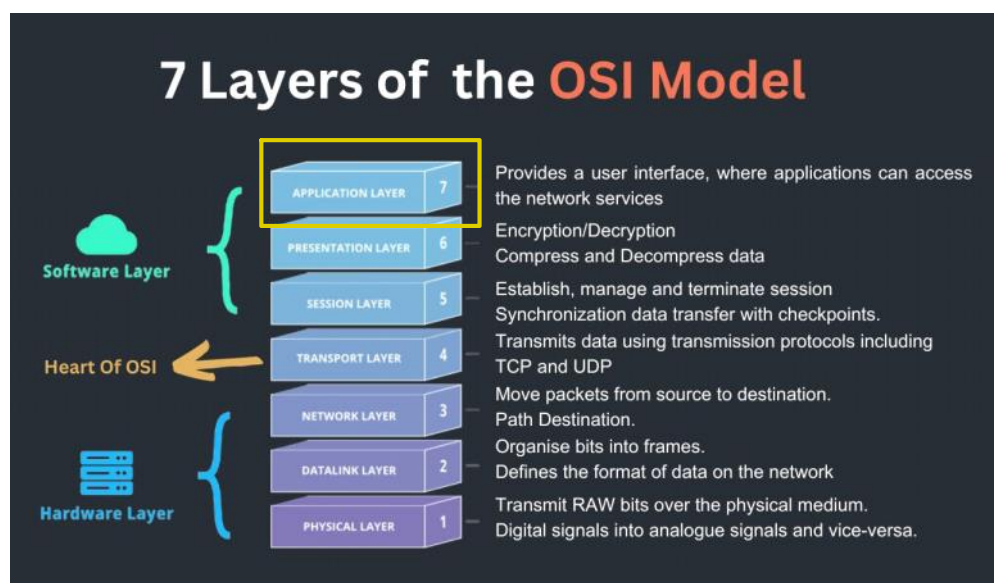 7 Layers of the OSI Model
APPLICATION LAYER 7
Provides a user interface, where applications can access
the network services
PRESENTATION LAYER 6
Encryption/Decryption
Compress and Decompress data
Software Layer
SESSION LAYER 5
Establish, manage and terminate session
Synchronization data transfer with checkpoints.
Heart Of OSI
TRANSPORT LAYER 4
Transmits data using transmission protocols including
TCP and UDP
NETWORK LAYER 3
Move packets from source to destination.
Path Destination.
DATALINK LAYER 2
Organise bits into frames.
Defines the format of data on the network
Hardware Layer
PHYSICAL LAYER 1
Transmit RAW bits over the physical medium.
Digital signals into analogue signals and vice-versa.